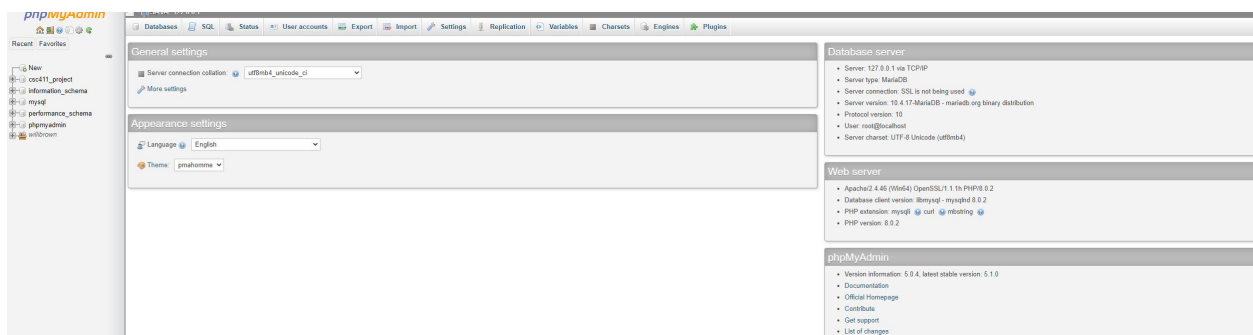 phpMyAdmin
Recent Favorites
New
csc411_project
information_schema
mysql
performance_schema
phpmyadmin
willbrown
Databases SQL Status User accounts Export Import Settings Replication Variables Charsets Engines Plugins
General settings
Server connection collation: utf8mb4_unicode_ci
More settings
Appearance settings
Language English
Theme: pmahomme
Database server
Server: 127.0.0.1 via TCP/IP
Server type: MariaDB
Server connection: SSL is not being used
Server version: 10.4.17-MariaDB - mariadb.org binary distribution
Protocol version: 10
User: root@localhost
Server charset: UTF-8 Unicode (utf8mb4)
Web server
Apache/2.4.46 (Win64) OpenSSL/1.1.1h PHP/8.0.2
Database client version: libmysql - mysqlnd 8.0.2
PHP extension: mysqli curl mbstring
PHP version: 8.0.2
phpMyAdmin
Version information: 5.0.4, latest stable version: 5.1.0
Documentation
Official Homepage
Contribute
Get support
List of changes